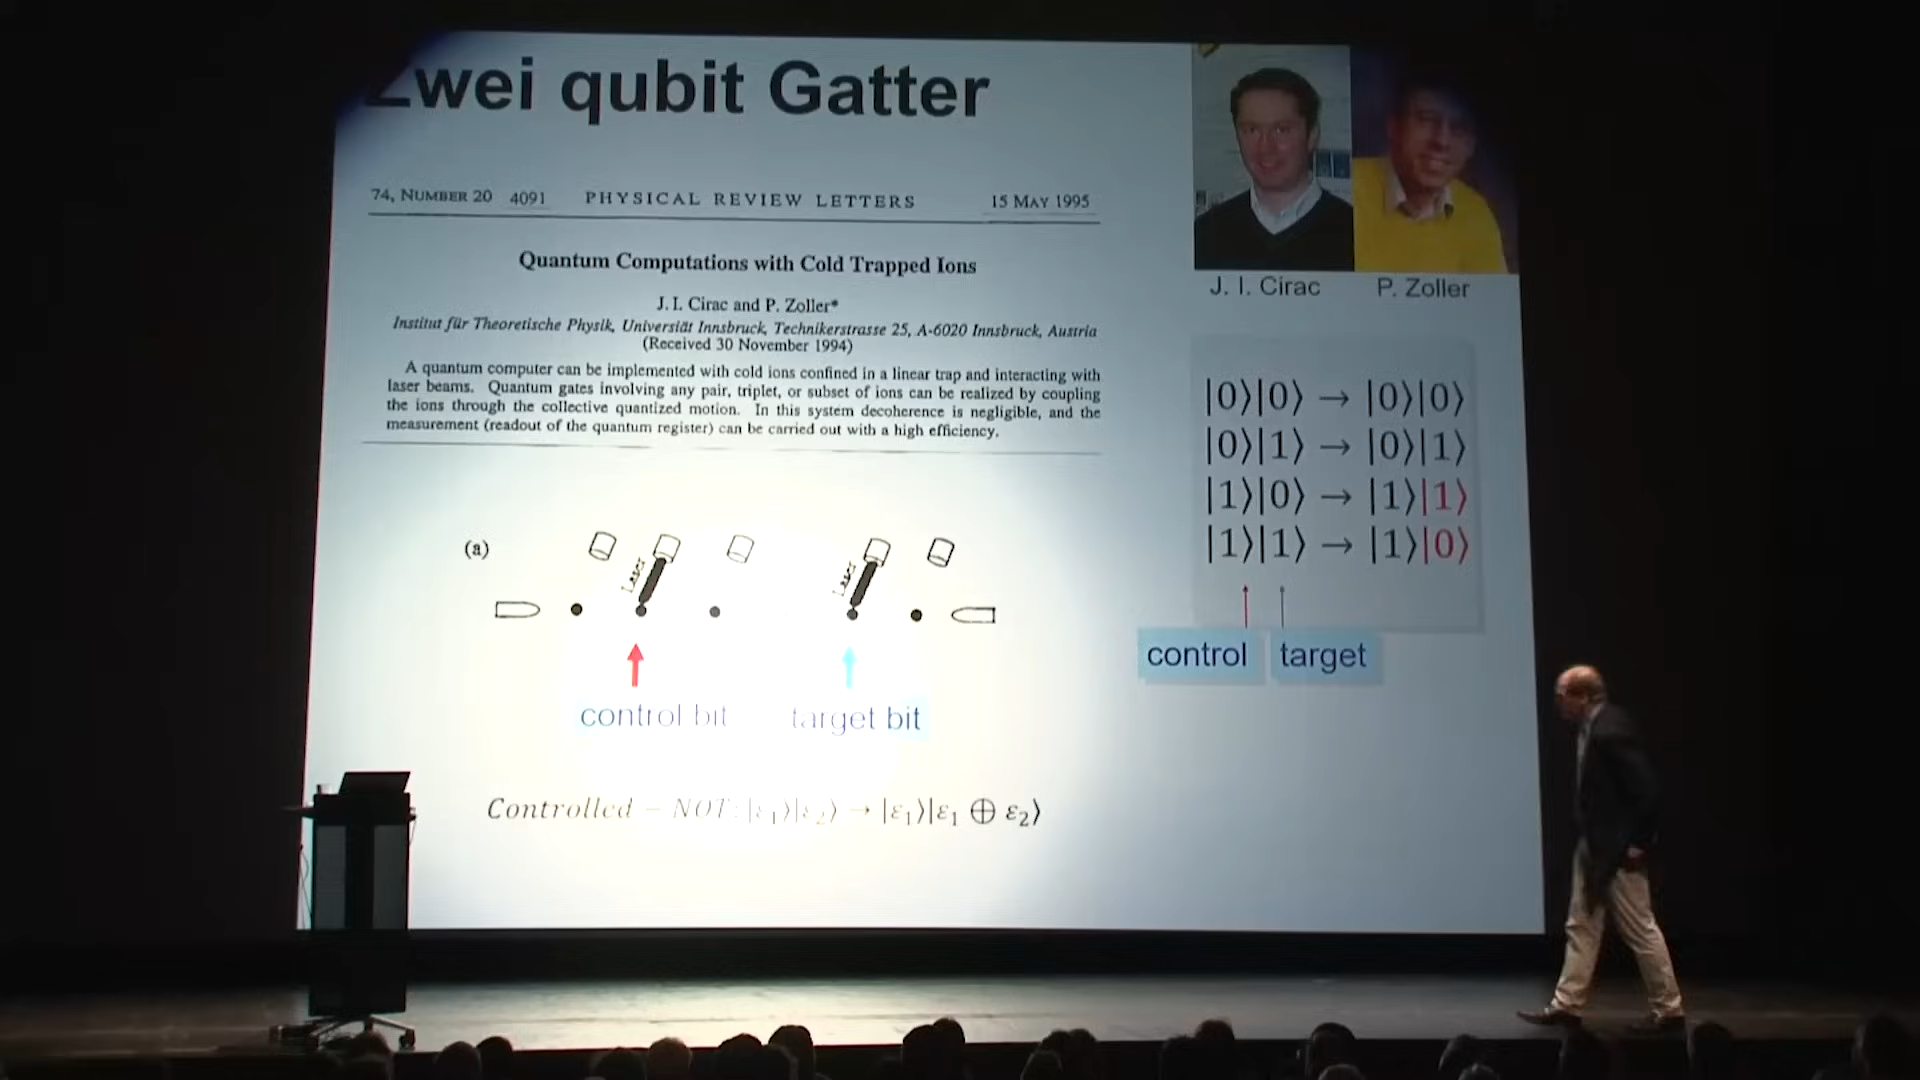 Zwei qubit Gatter
74, NUMBER 20 4091 PHYSICAL REVIEW LETTERS 15 MAY 1995
Quantum Computations with Cold Trapped Ions
J. I. Cirac and P. Zoller*
Institut für Theoretische Physik, Universiät Innsbruck, Technikerstrasse 25, A-6020 Innsbruck, Austria
(Received 30 November 1994)
A quantum computer can be implemented with cold ions confined in a linear trap and interacting with
laser beams. Quantum gates involving any pair, triplet, or subset of ions can be realized by coupling
the ions through the collective quantized motion. In this system decoherence is negligible, and the
measurement (readout of the quantum register) can be carried out with a high efficiency.
(a)
Laser
Laser
control bit
target bit
Controlled – NOT: |ε₁⟩|ε₂⟩ → |ε₁⟩|ε₁ ⊕ ε₂⟩
J. I. Cirac
P. Zoller
|0⟩|0⟩ → |0⟩|0⟩
|0⟩|1⟩ → |0⟩|1⟩
|1⟩|0⟩ → |1⟩|1⟩
|1⟩|1⟩ → |1⟩|0⟩
control
target